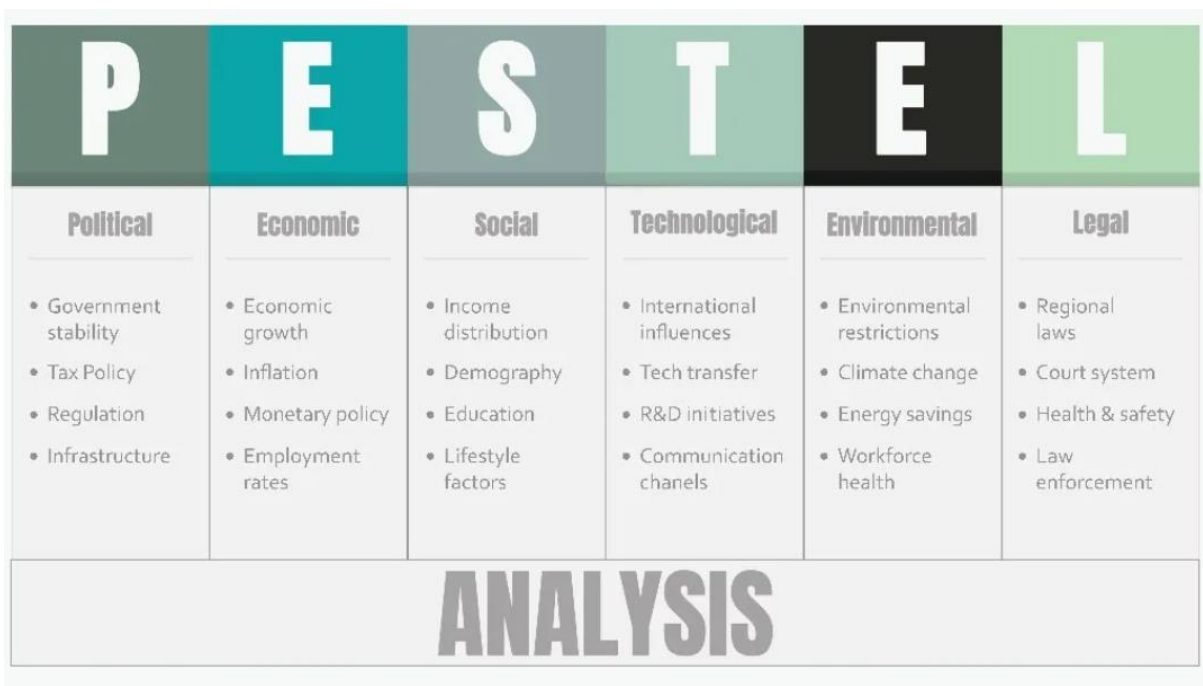 P E S T E L
Political
• Government
stability
• Tax Policy
• Regulation
• Infrastructure
Economic
• Economic
growth
• Inflation
• Monetary policy
• Employment
rates
Social
• Income
distribution
• Demography
• Education
• Lifestyle
factors
Technological
• International
influences
• Tech transfer
• R&D initiatives
• Communication
chanels
Environmental
• Environmental
restrictions
• Climate change
• Energy savings
• Workforce
health
Legal
• Regional
laws
• Court system
• Health & safety
• Law
enforcement
ANALYSIS